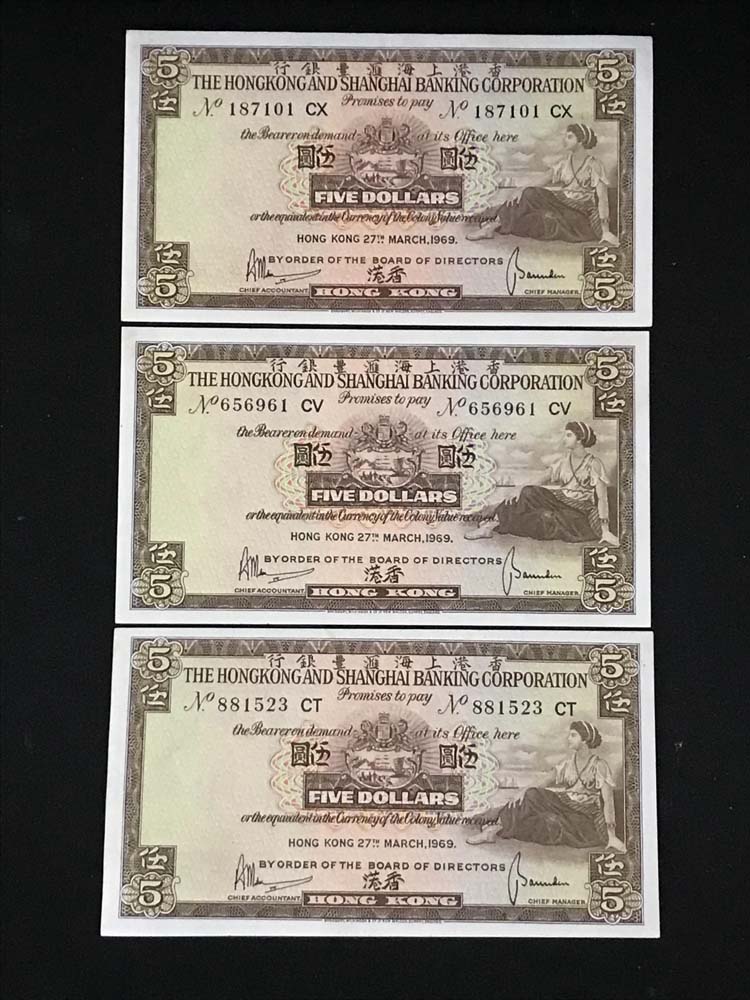 行銀豐滙海上港香
5 THE HONGKONG AND SHANGHAI BANKING CORPORATION 5
伍 Promises to pay 伍
Nº 187101 CX Nº 187101 CX
the Bearer on demand at its Office here
圓伍 圓伍
FIVE DOLLARS
or the equivalent in the Currency of the Colony Value received
HONG KONG 27TH MARCH, 1969.
BY ORDER OF THE BOARD OF DIRECTORS
伍 港香 伍
5 CHIEF ACCOUNTANT. HONG KONG CHIEF MANAGER. 5
行銀豐滙海上港香
5 THE HONGKONG AND SHANGHAI BANKING CORPORATION 5
伍 Promises to pay 伍
Nº 656961 CV Nº 656961 CV
the Bearer on demand at its Office here
圓伍 圓伍
FIVE DOLLARS
or the equivalent in the Currency of the Colony Value received
HONG KONG 27TH MARCH, 1969.
BY ORDER OF THE BOARD OF DIRECTORS
伍 港香 伍
5 CHIEF ACCOUNTANT. HONG KONG CHIEF MANAGER. 5
行銀豐滙海上港香
5 THE HONGKONG AND SHANGHAI BANKING CORPORATION 5
伍 Promises to pay 伍
Nº 881523 CT Nº 881523 CT
the Bearer on demand at its Office here
圓伍 圓伍
FIVE DOLLARS
or the equivalent in the Currency of the Colony Value received
HONG KONG 27TH MARCH, 1969.
BY ORDER OF THE BOARD OF DIRECTORS
伍 港香 伍
5 CHIEF ACCOUNTANT. HONG KONG CHIEF MANAGER. 5